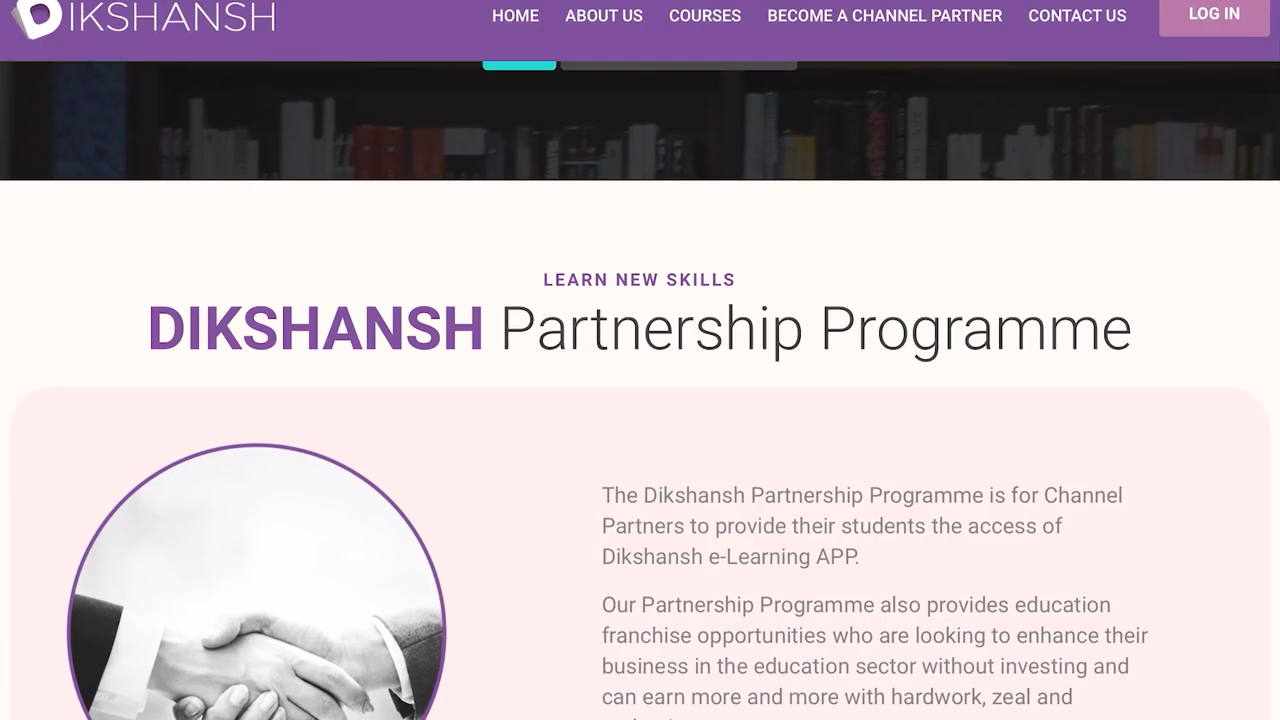 DIKSHANSH
HOME ABOUT US COURSES BECOME A CHANNEL PARTNER CONTACT US LOG IN
LEARN NEW SKILLS
DIKSHANSH Partnership Programme
The Dikshansh Partnership Programme is for Channel
Partners to provide their students the access of
Dikshansh e-Learning APP.
Our Partnership Programme also provides education
franchise opportunities who are looking to enhance their
business in the education sector without investing and
can earn more and more with hardwork, zeal and